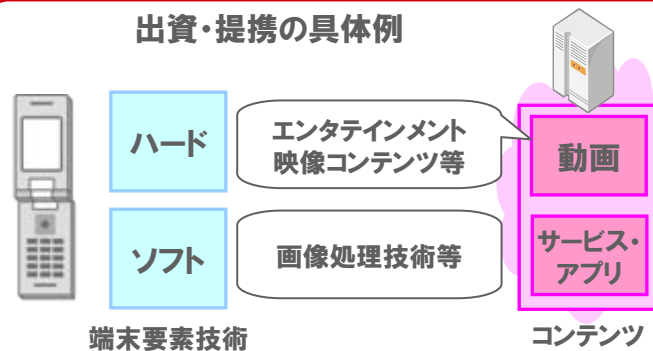 出資・提携の具体例
ハード
エンタテインメント
映像コンテンツ等
動画
ソフト
画像処理技術等
サービス・
アプリ
端末要素技術
コンテンツ